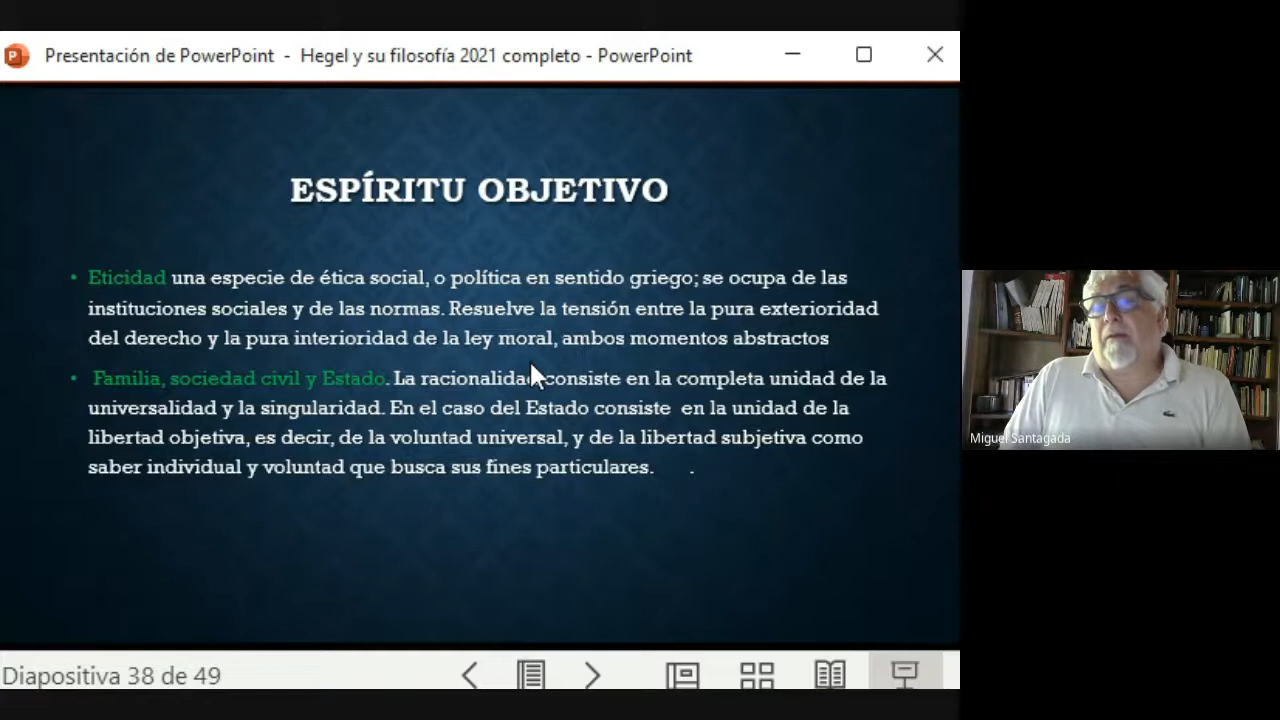 Presentación de PowerPoint - Hegel y su filosofía 2021 completo - PowerPoint
ESPÍRITU OBJETIVO
• Eticidad una especie de ética social, o política en sentido griego; se ocupa de las
instituciones sociales y de las normas. Resuelve la tensión entre la pura exterioridad
del derecho y la pura interioridad de la ley moral, ambos momentos abstractos
• Familia, sociedad civil y Estado. La racionalidad consiste en la completa unidad de la
universalidad y la singularidad. En el caso del Estado consiste en la unidad de la
libertad objetiva, es decir, de la voluntad universal, y de la libertad subjetiva como
saber individual y voluntad que busca sus fines particulares. .
Miguel Santagada
Diapositiva 38 de 49